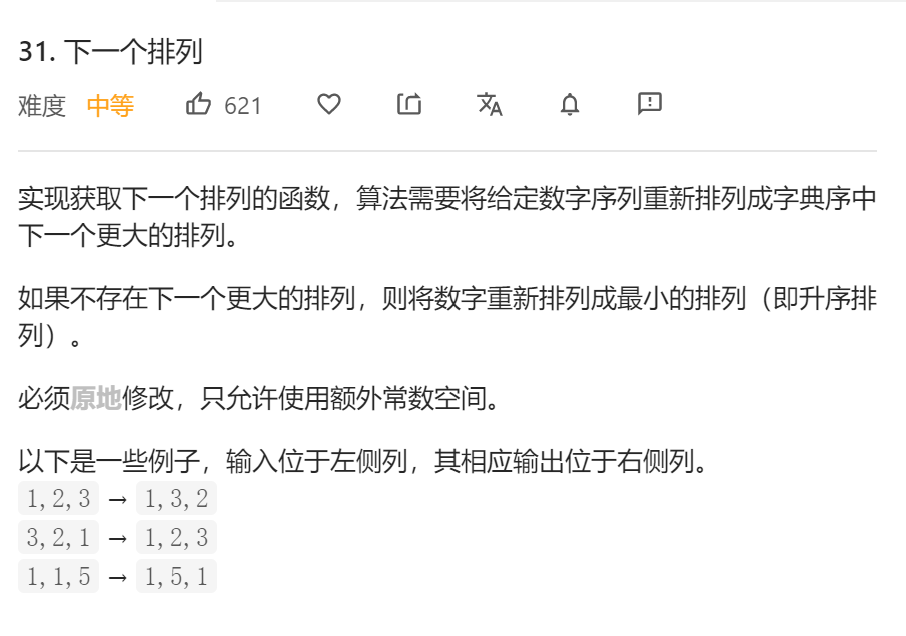 31. 下一个排列
难度 中等 621
实现获取下一个排列的函数，算法需要将给定数字序列重新排列成字典序中
下一个更大的排列。
如果不存在下一个更大的排列，则将数字重新排列成最小的排列（即升序排
列）。
必须原地修改，只允许使用额外常数空间。
以下是一些例子，输入位于左侧列，其相应输出位于右侧列。
1,2,3 → 1,3,2
3,2,1 → 1,2,3
1,1,5 → 1,5,1